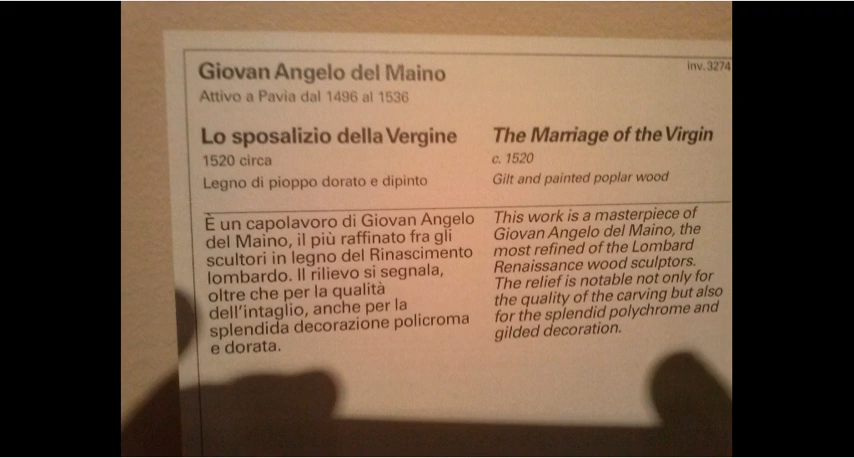 Giovan Angelo del Maino
inv. 3274
Attivo a Pavia dal 1496 al 1536
Lo sposalizio della Vergine
1520 circa
Legno di pioppo dorato e dipinto
È un capolavoro di Giovan Angelo
del Maino, il più raffinato fra gli
scultori in legno del Rinascimento
lombardo. Il rilievo si segnala,
oltre che per la qualità
dell'intaglio, anche per la
splendida decorazione policroma
e dorata.
The Marriage of the Virgin
c. 1520
Gilt and painted poplar wood
This work is a masterpiece of
Giovan Angelo del Maino, the
most refined of the Lombard
Renaissance wood sculptors.
The relief is notable not only for
the quality of the carving but also
for the splendid polychrome and
gilded decoration.